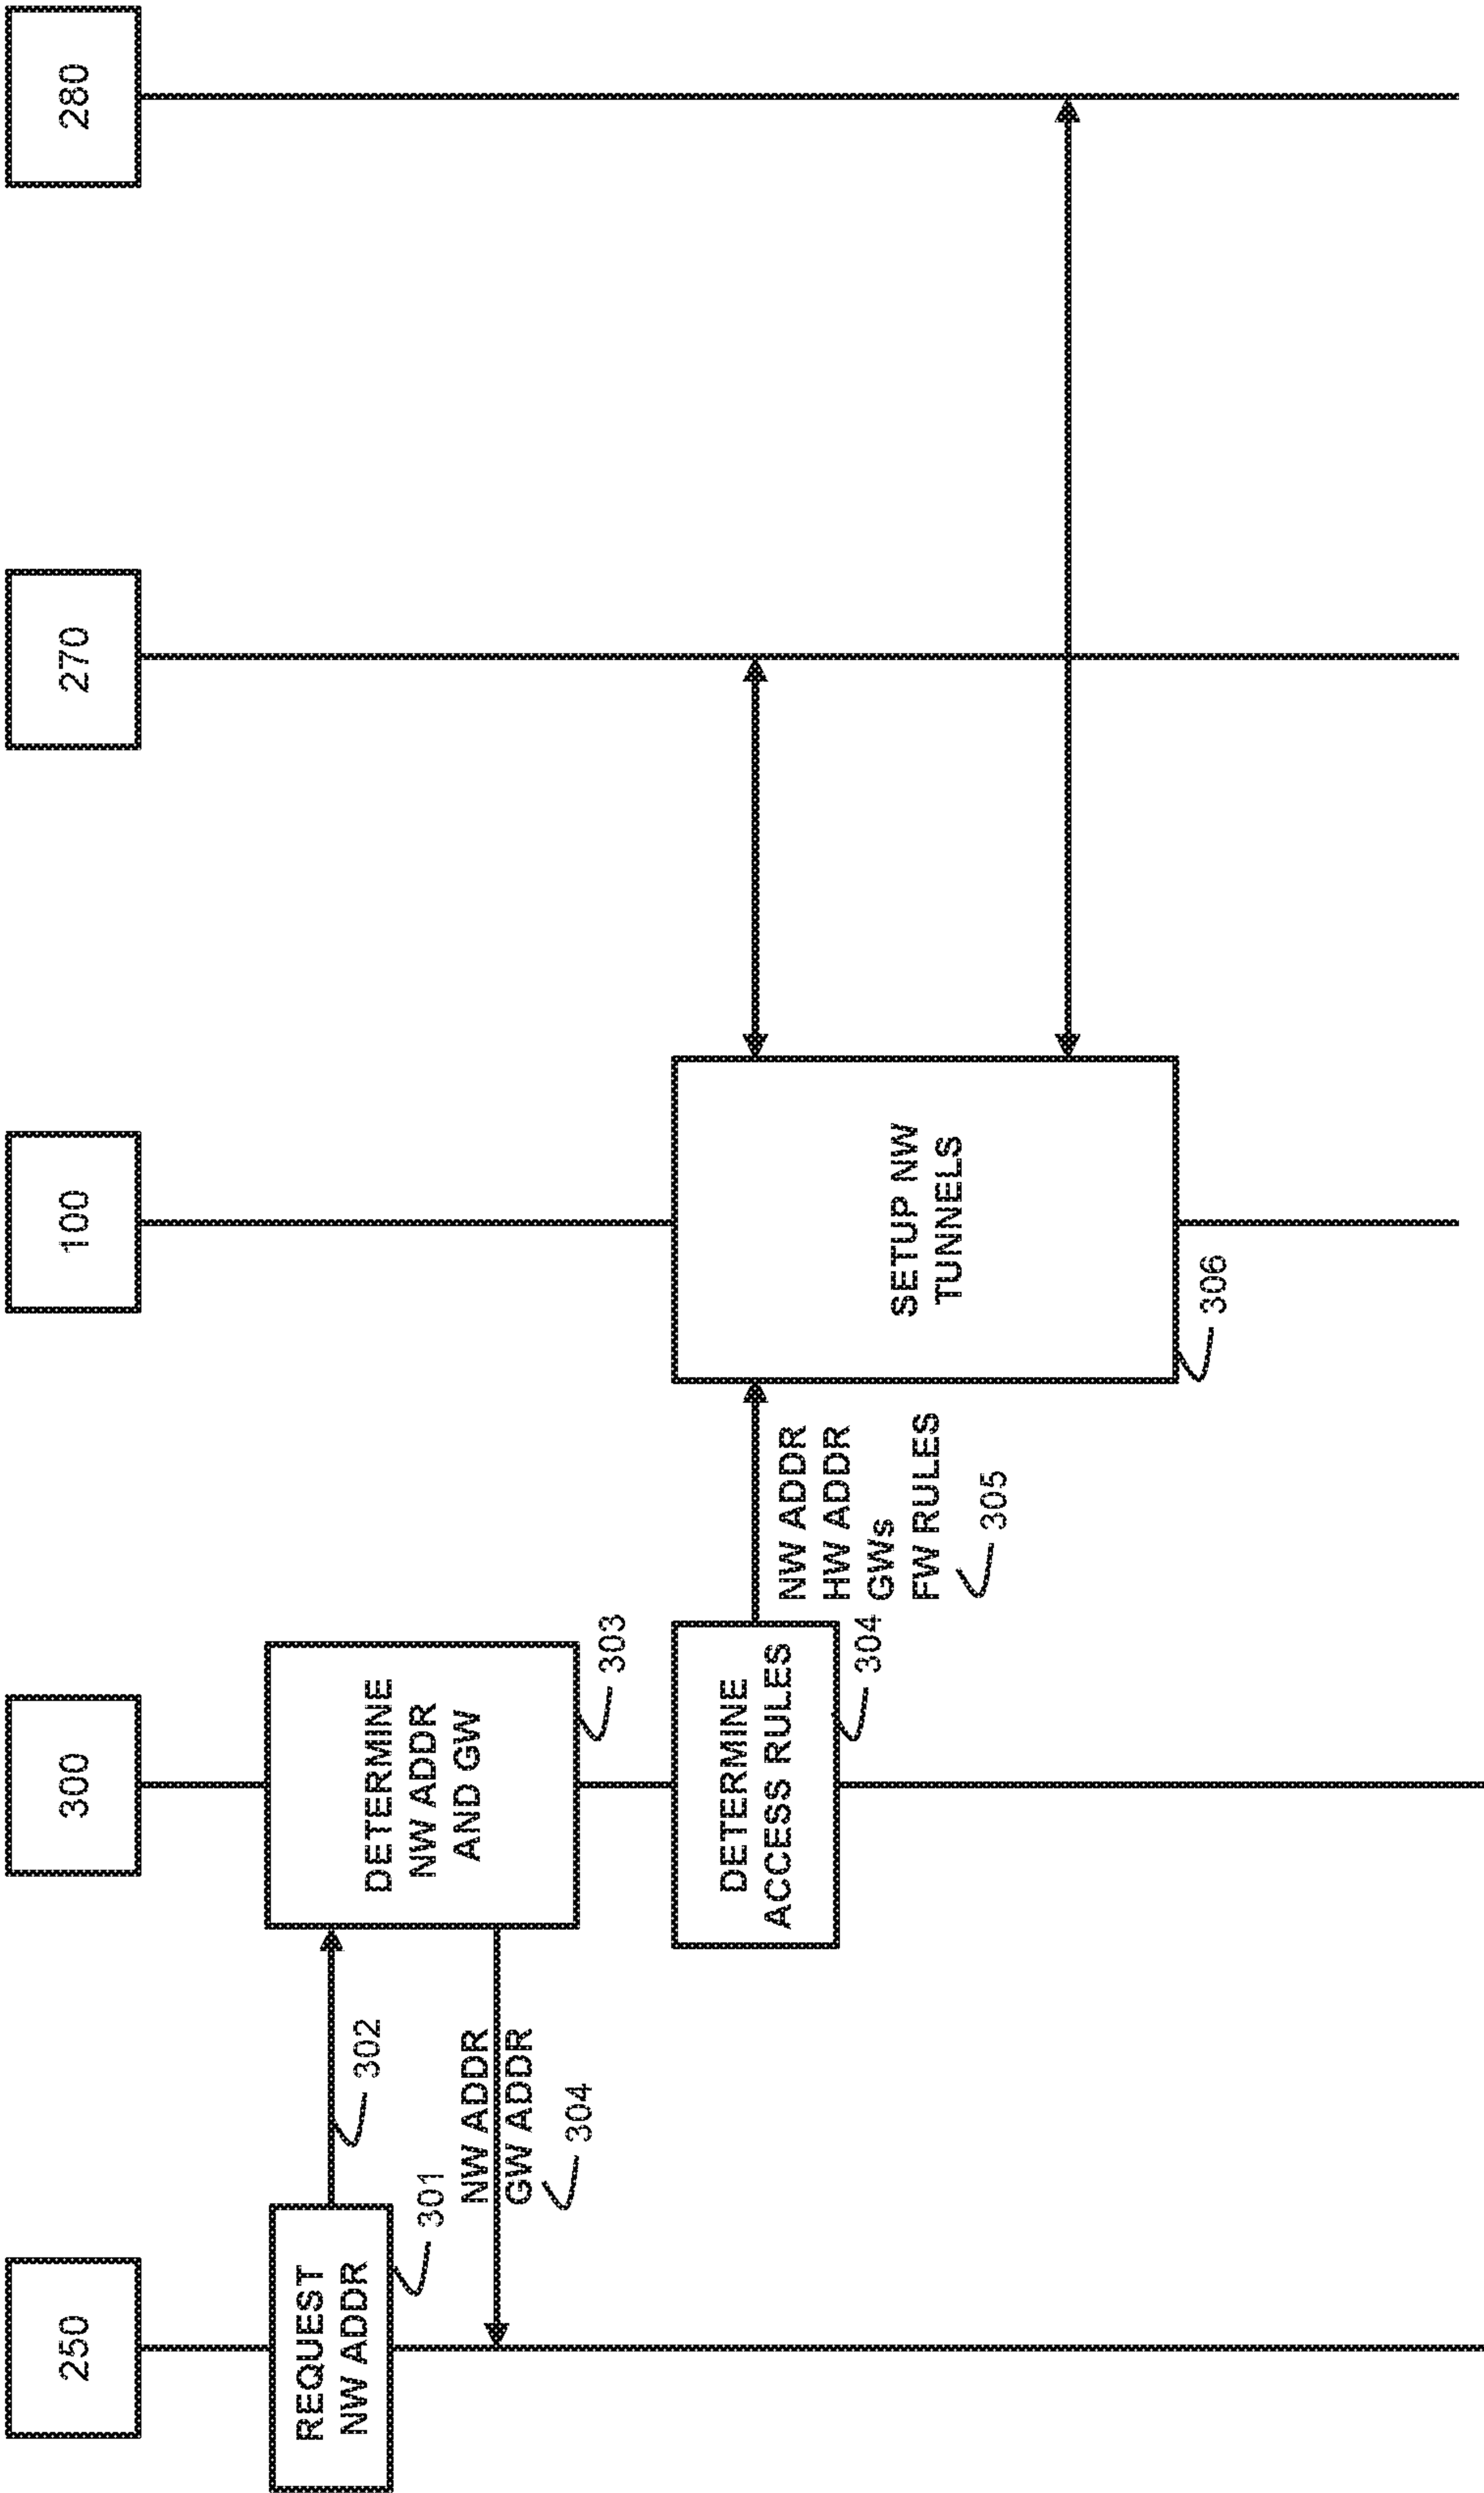 250
300
100
270
280
REQUEST
NW ADDR
301
302
DETERMINE
NW ADDR
AND GW
303
NW ADDR
GW ADDR
304
DETERMINE
ACCESS RULES
304
NW ADDR
HW ADDR
GWs
FW RULES
305
SETUP NW
TUNNELS
306